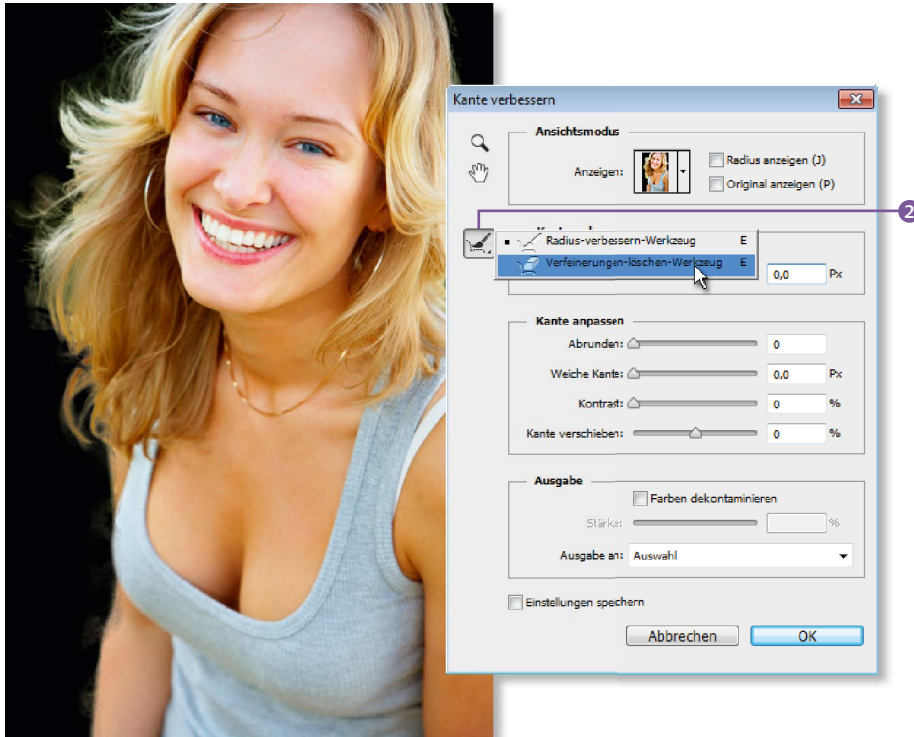 Kante verbessern
Ansichtsmodus
Anzeigen:
Radius anzeigen (J)
Original anzeigen (P)
2
Radius-verbessern-Werkzeug E
Verfeinerungen-löschen-Werkzeug E
0,0 Px
Kante anpassen
Abrunden: 0
Weiche Kante: 0,0 Px
Kontrast: 0 %
Kante verschieben: 0 %
Ausgabe
Farben dekontaminieren
Stärke: %
Ausgabe an: Auswahl
Einstellungen speichern
Abbrechen OK